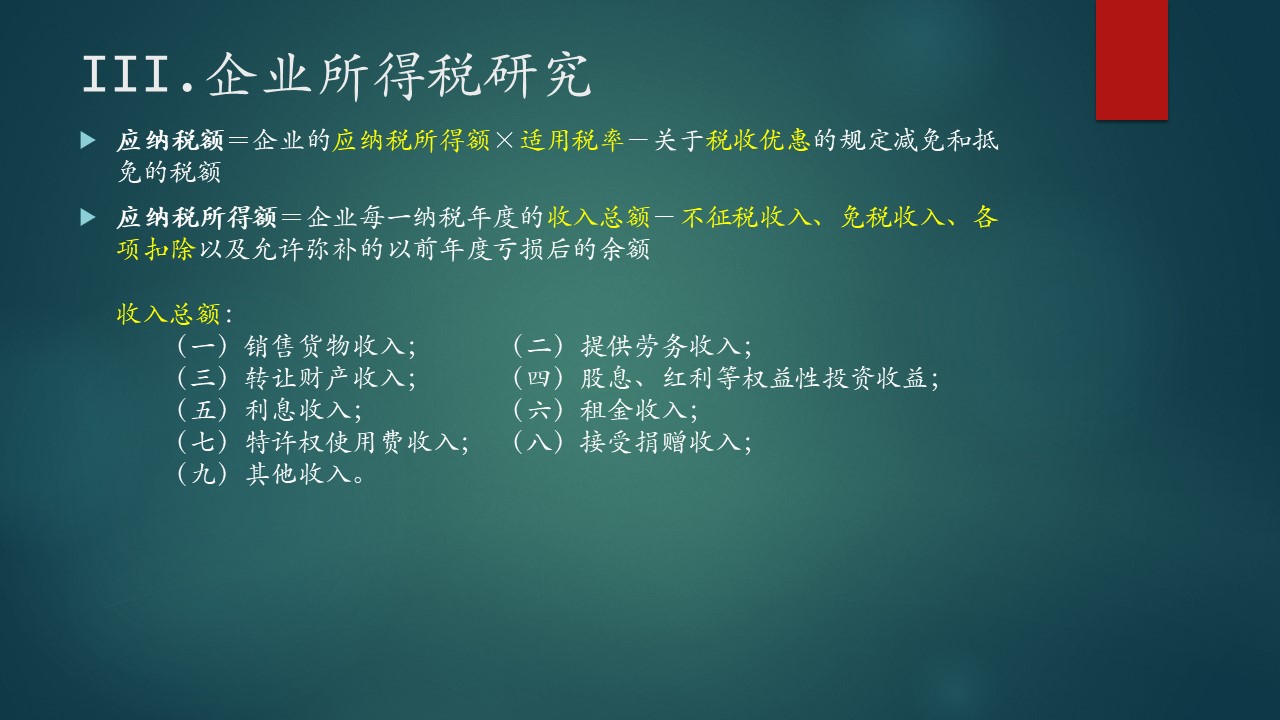 III.企业所得税研究
应纳税额＝企业的应纳税所得额×适用税率－关于税收优惠的规定减免和抵
免的税额
应纳税所得额＝企业每一纳税年度的收入总额－不征税收入、免税收入、各
项扣除以及允许弥补的以前年度亏损后的余额
收入总额：
（一）销售货物收入； （二）提供劳务收入；
（三）转让财产收入； （四）股息、红利等权益性投资收益；
（五）利息收入； （六）租金收入；
（七）特许权使用费收入； （八）接受捐赠收入；
（九）其他收入。